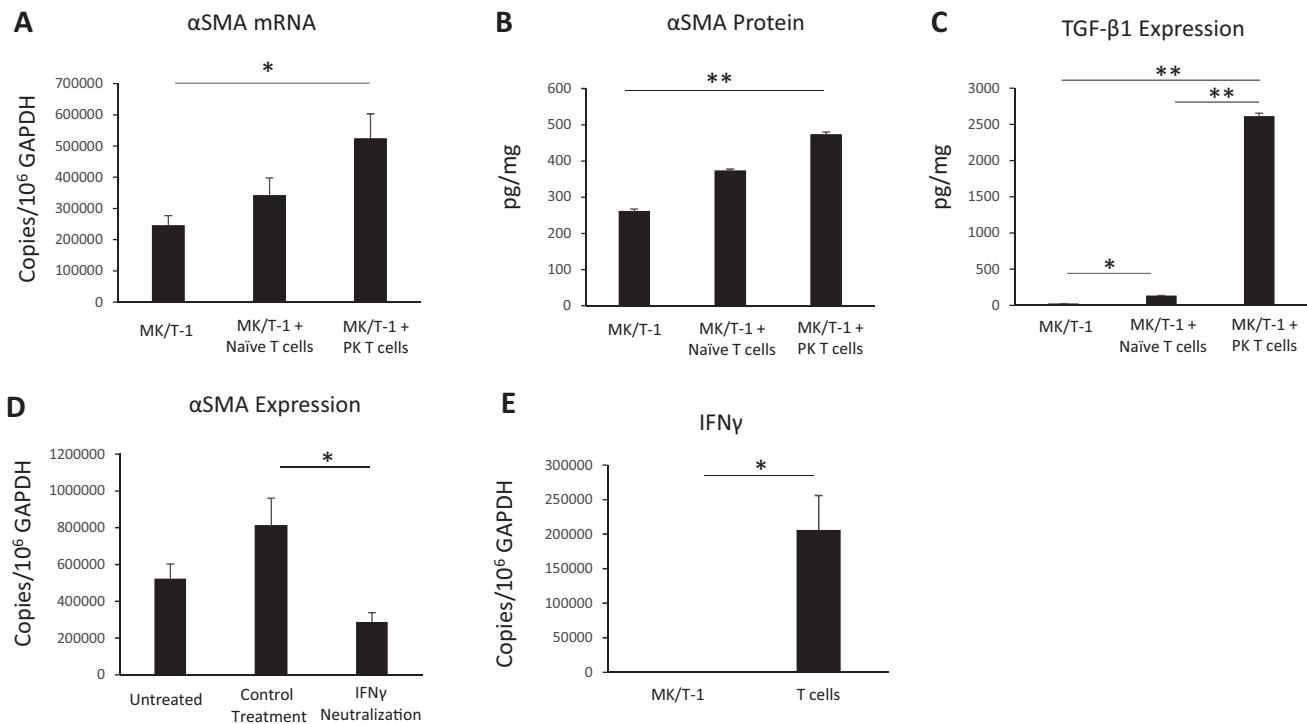 A
αSMA mRNA
*
Copies/10⁶ GAPDH
700000
600000
500000
400000
300000
200000
100000
0
MK/T-1
MK/T-1 +
Naïve T cells
MK/T-1 +
PK T cells
B
αSMA Protein
**
pg/mg
600
500
400
300
200
100
0
MK/T-1
MK/T-1 +
Naïve T cells
MK/T-1 +
PK T cells
C
TGF-β1 Expression
**
**
*
pg/mg
3000
2500
2000
1500
1000
500
0
MK/T-1
MK/T-1 +
Naïve T cells
MK/T-1 +
PK T cells
D
αSMA Expression
*
Copies/10⁶ GAPDH
1200000
1000000
800000
600000
400000
200000
0
Untreated
Control
Treatment
IFNγ
Neutralization
E
IFNγ
*
Copies/10⁶ GAPDH
300000
250000
200000
150000
100000
50000
0
MK/T-1
T cells